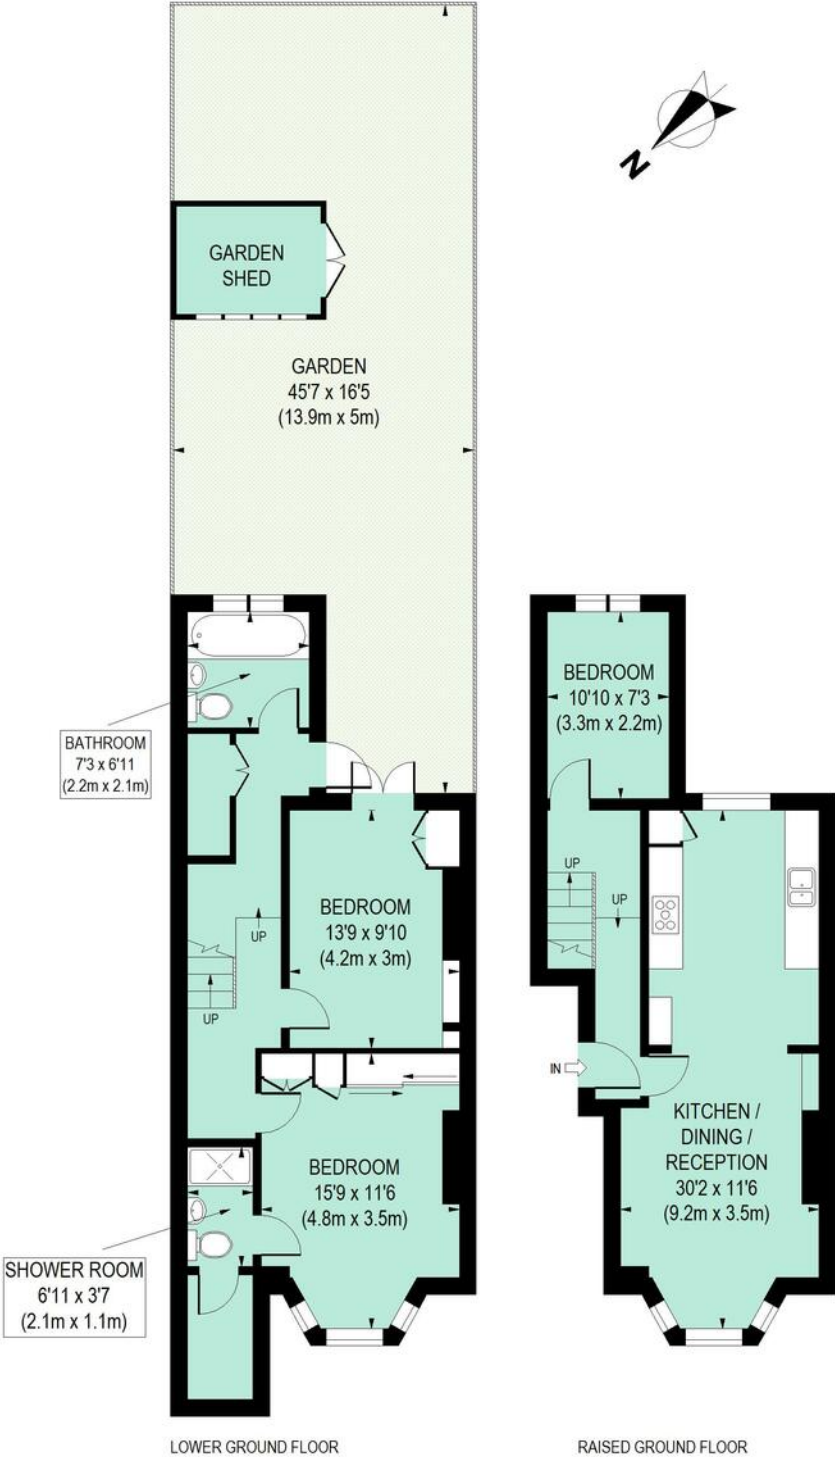 N
GARDEN
SHED
GARDEN
45'7 x 16'5
(13.9m x 5m)
BATHROOM
7'3 x 6'11
(2.2m x 2.1m)
BEDROOM
10'10 x 7'3
(3.3m x 2.2m)
UP
UP
BEDROOM
13'9 x 9'10
(4.2m x 3m)
UP
UP
IN
KITCHEN /
DINING /
RECEPTION
30'2 x 11'6
(9.2m x 3.5m)
BEDROOM
15'9 x 11'6
(4.8m x 3.5m)
SHOWER ROOM
6'11 x 3'7
(2.1m x 1.1m)
LOWER GROUND FLOOR
RAISED GROUND FLOOR